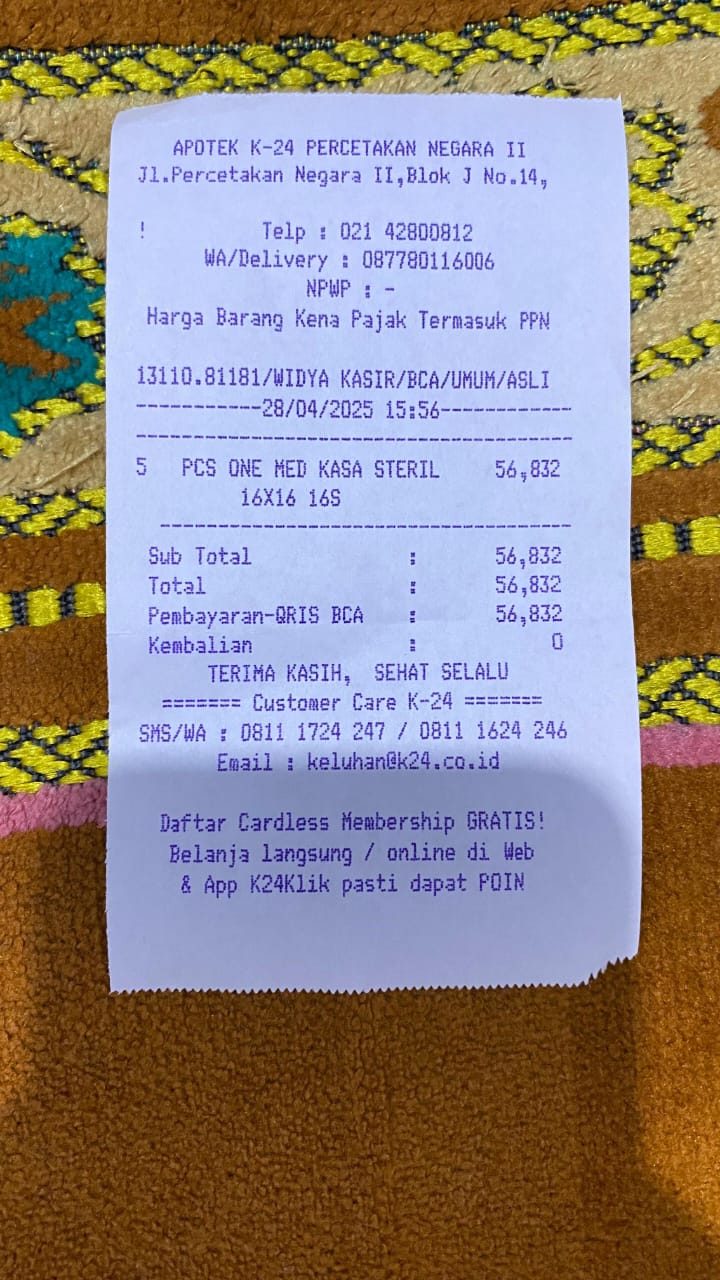 APOTEK K-24 PERCETAKAN NEGARA II
Jl.Percetakan Negara II,Blok J No.14,
! Telp : 021 42800812
WA/Delivery : 087780116006
NPWP : -
Harga Barang Kena Pajak Termasuk PPN
13110.81181/WIDYA KASIR/BCA/UMUM/ASLI
-----------28/04/2025 15:56------------
---------------------------------------
5 PCS ONE MED KASA STERIL 56,832
16X16 16S
-------------------------------------
Sub Total : 56,832
Total : 56,832
Pembayaran-QRIS BCA : 56,832
Kembalian : 0
TERIMA KASIH, SEHAT SELALU
======= Customer Care K-24 =======
SMS/WA : 0811 1724 247 / 0811 1624 246
Email : keluhan@k24.co.id
Daftar Cardless Membership GRATIS!
Belanja langsung / online di Web
& App K24Klik pasti dapat POIN